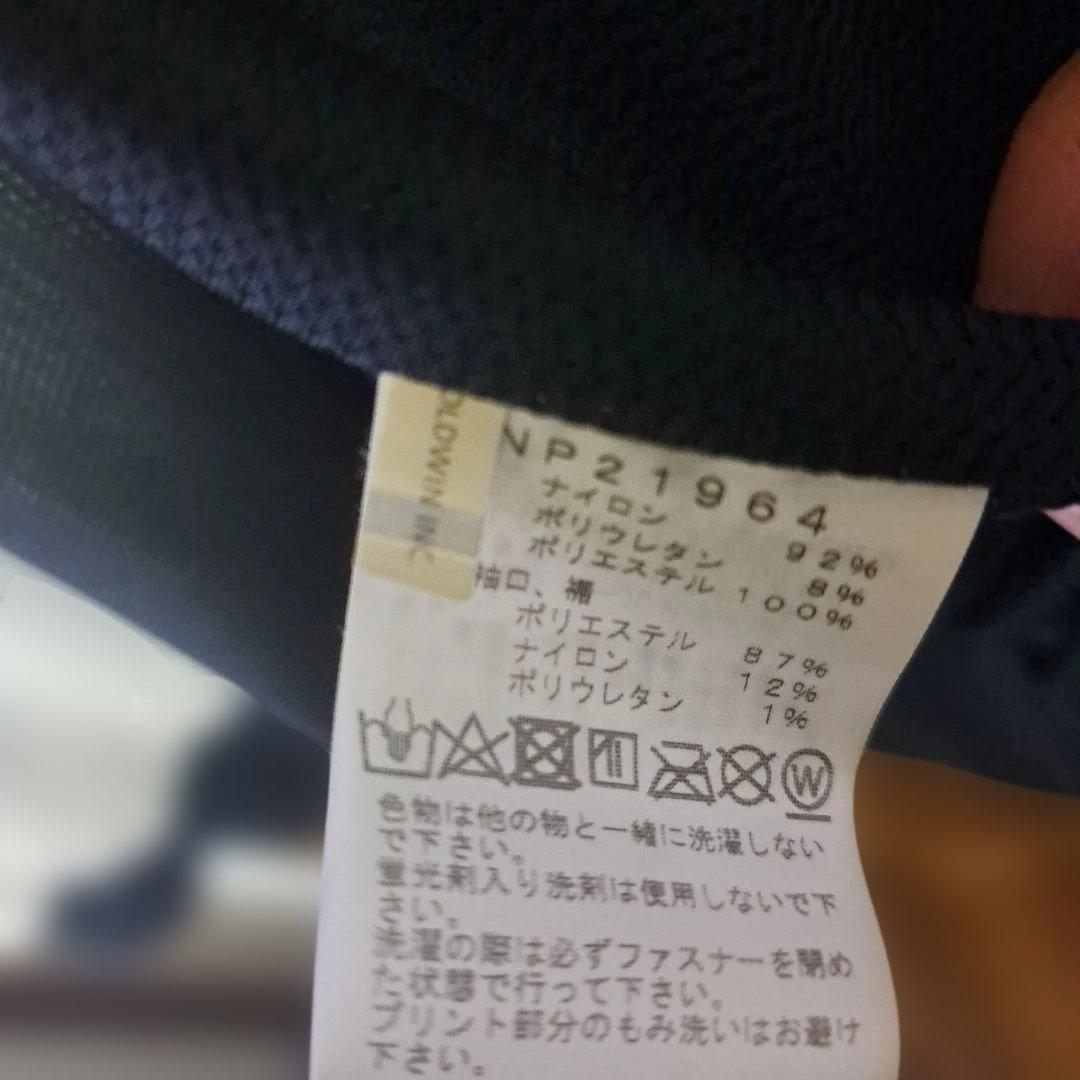 OLDWIN INC
NP21964
ナイロン 92%
ポリウレタン 8%
ポリエステル 100%
袖口、裾
ポリエステル 87%
ナイロン 12%
ポリウレタン 1%
W
色物は他の物と一緒に洗濯しない
で下さい。
蛍光剤入り洗剤は使用しないで下
さい。
洗濯の際は必ずファスナーを閉め
た状態で行って下さい。
プリント部分のもみ洗いはお避け
下さい。